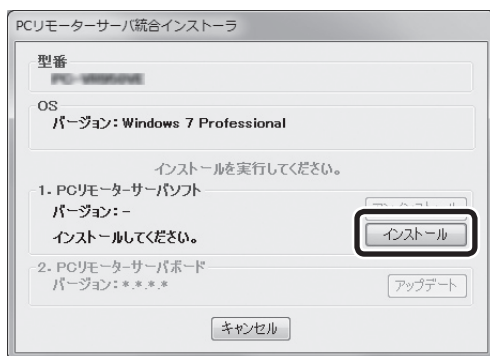 PCリモーターサーバ統合インストーラ
型番
OS
バージョン: Windows 7 Professional
インストールを実行してください。
1. PCリモーターサーバソフト
バージョン: -
インストールしてください。
インストール
2. PCリモーターサーバボード
バージョン: *.*.*.*
アップデート
キャンセル